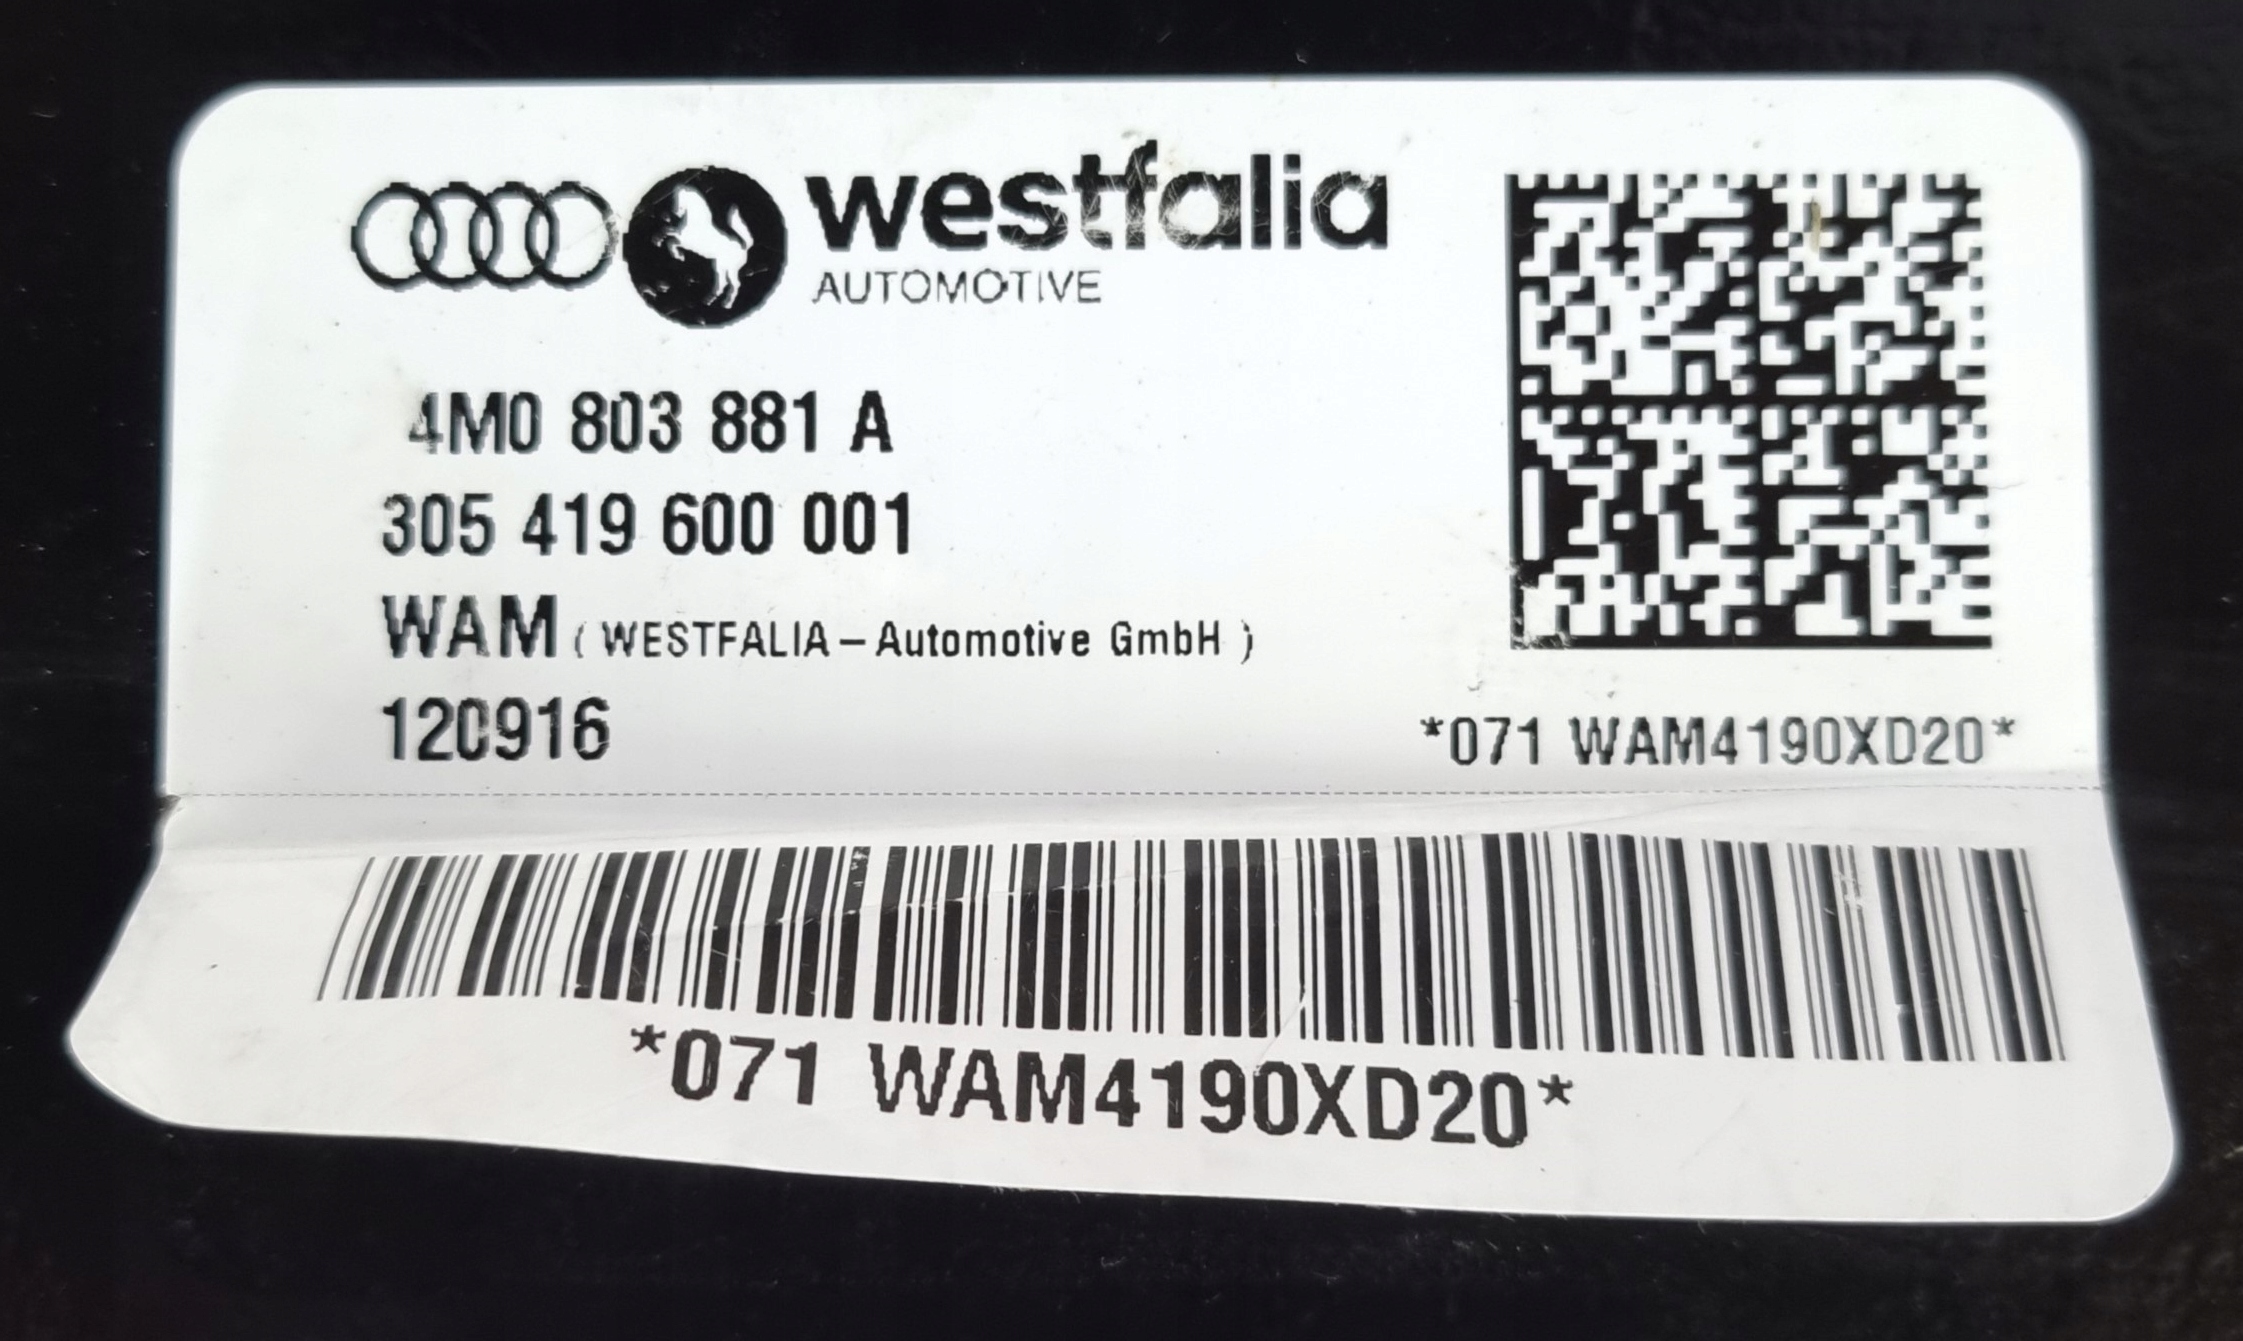 westfalia
AUTOMOTIVE
4M0 803 881 A
305 419 600 001
WAM ( WESTFALIA – Automotive GmbH )
120916
*071 WAM4190XD20*
*071 WAM4190XD20*